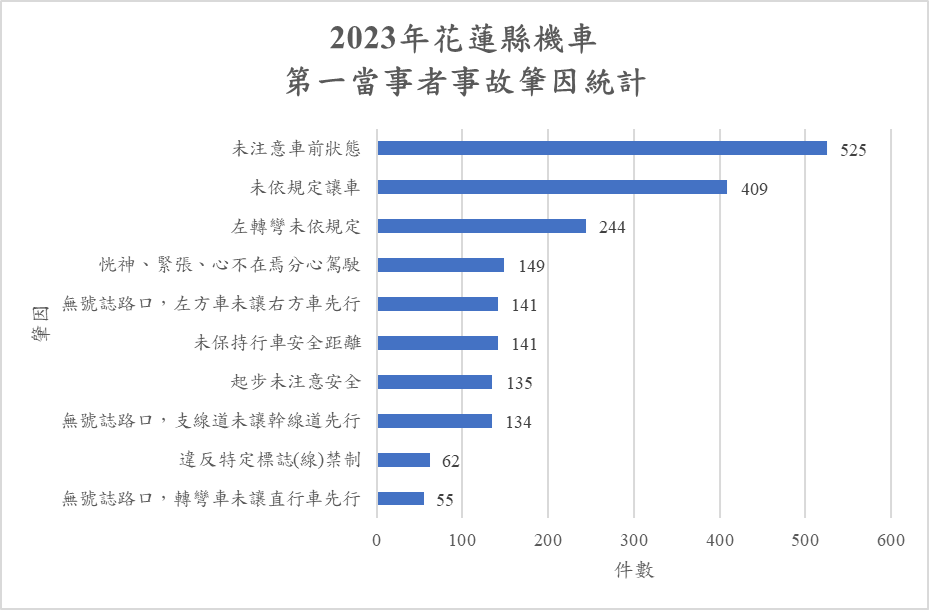 2023年花蓮縣機車
第一當事者事故肇因統計
肇因
未注意車前狀態 525
未依規定讓車 409
左轉彎未依規定 244
恍神、緊張、心不在焉分心駕駛 149
無號誌路口，左方車未讓右方車先行 141
未保持行車安全距離 141
起步未注意安全 135
無號誌路口，支線道未讓幹線道先行 134
違反特定標誌(線)禁制 62
無號誌路口，轉彎車未讓直行車先行 55
0 100 200 300 400 500 600
件數